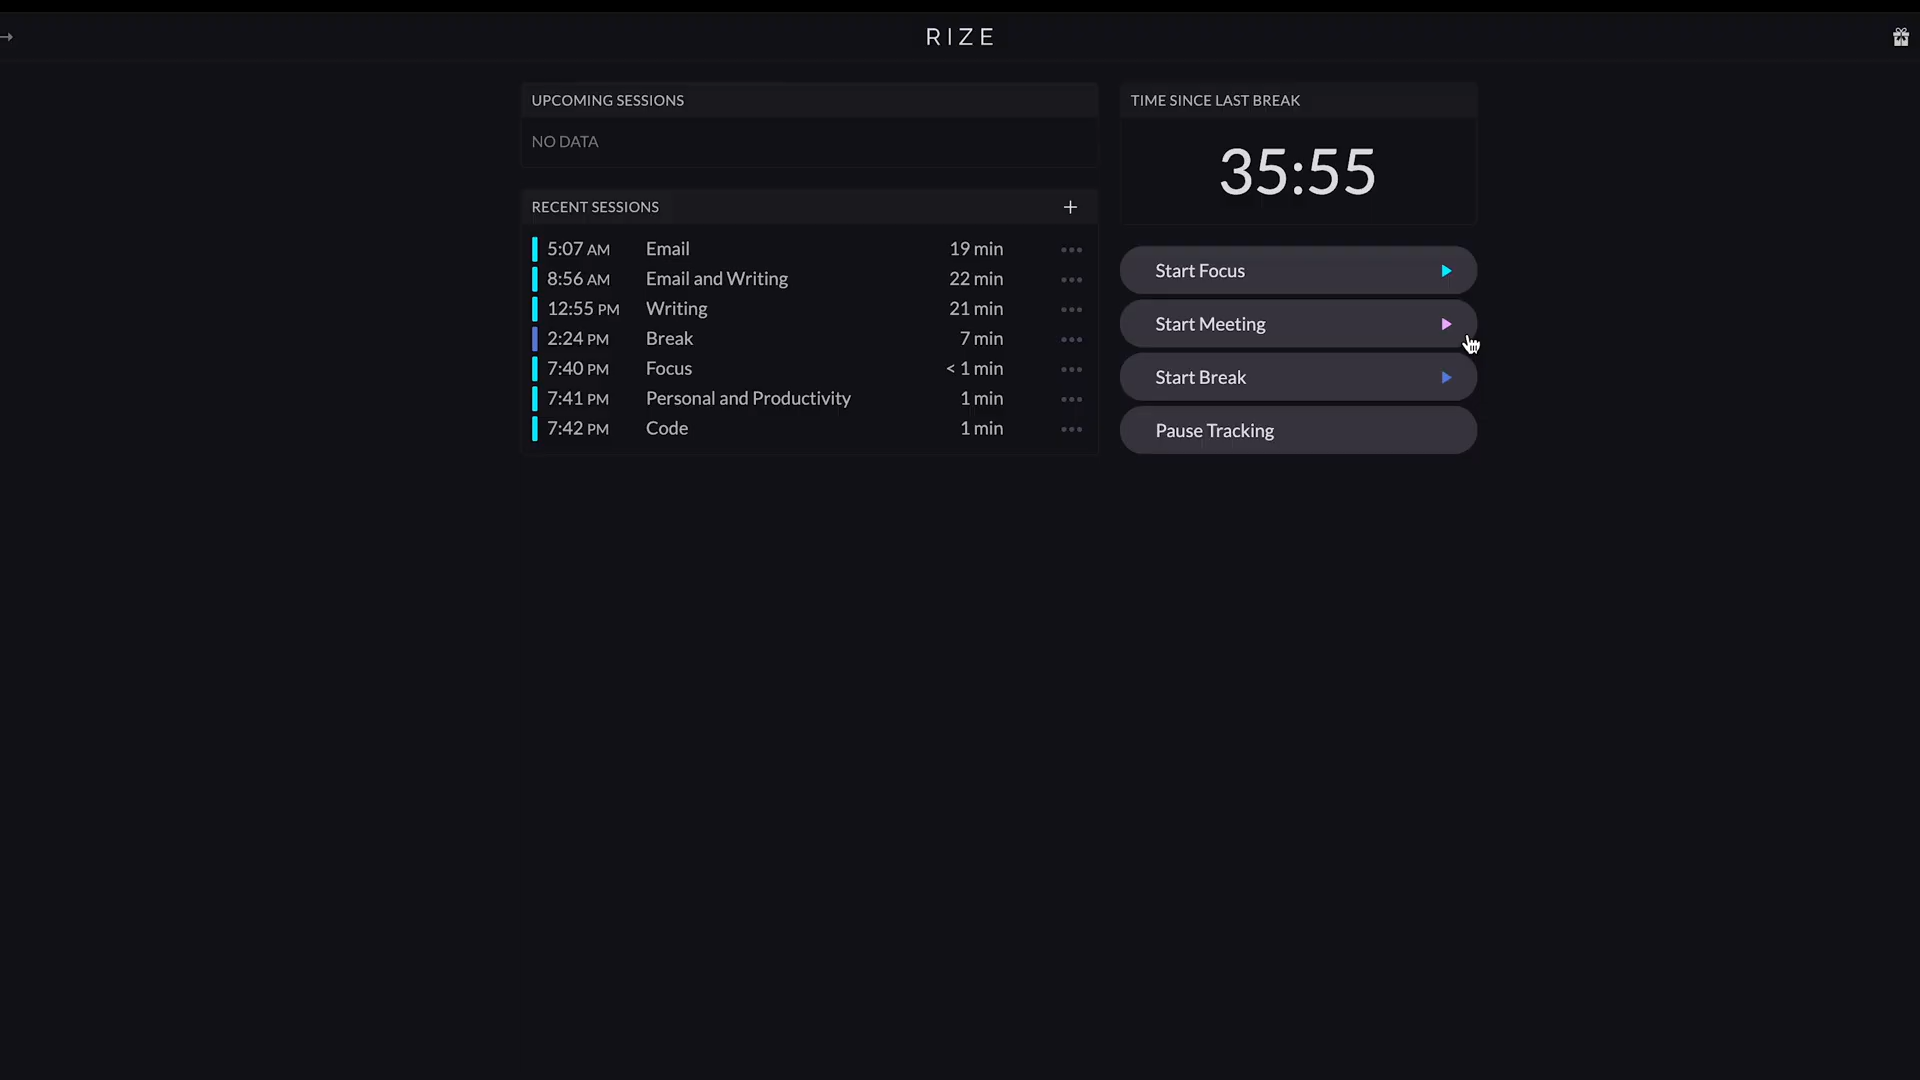 RIZE
UPCOMING SESSIONS
NO DATA
RECENT SESSIONS +
5:07 AM Email 19 min
8:56 AM Email and Writing 22 min
12:55 PM Writing 21 min
2:24 PM Break 7 min
7:40 PM Focus < 1 min
7:41 PM Personal and Productivity 1 min
7:42 PM Code 1 min
TIME SINCE LAST BREAK
35:55
Start Focus
Start Meeting
Start Break
Pause Tracking